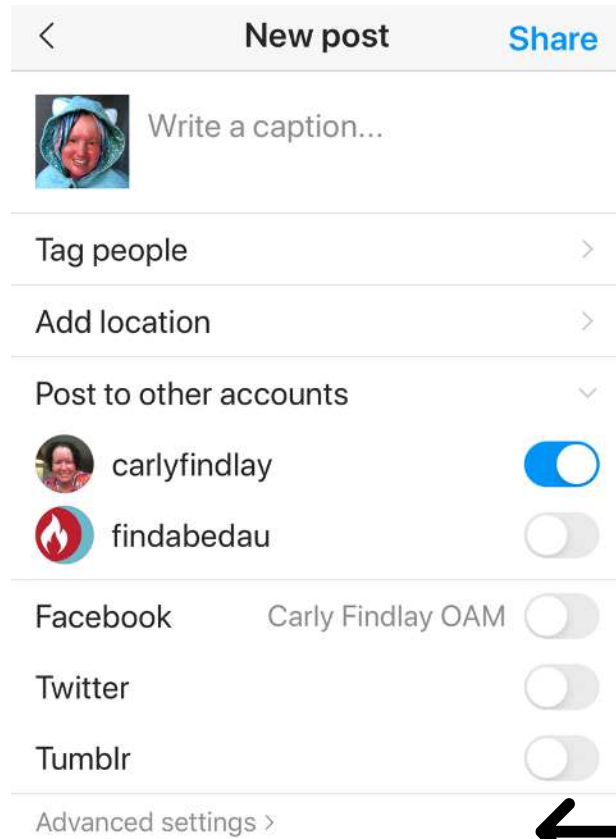 New post Share
Write a caption...
Tag people
Add location
Post to other accounts
carlyfindlay
findabedau
Facebook Carly Findlay OAM
Twitter
Tumblr
Advanced settings >